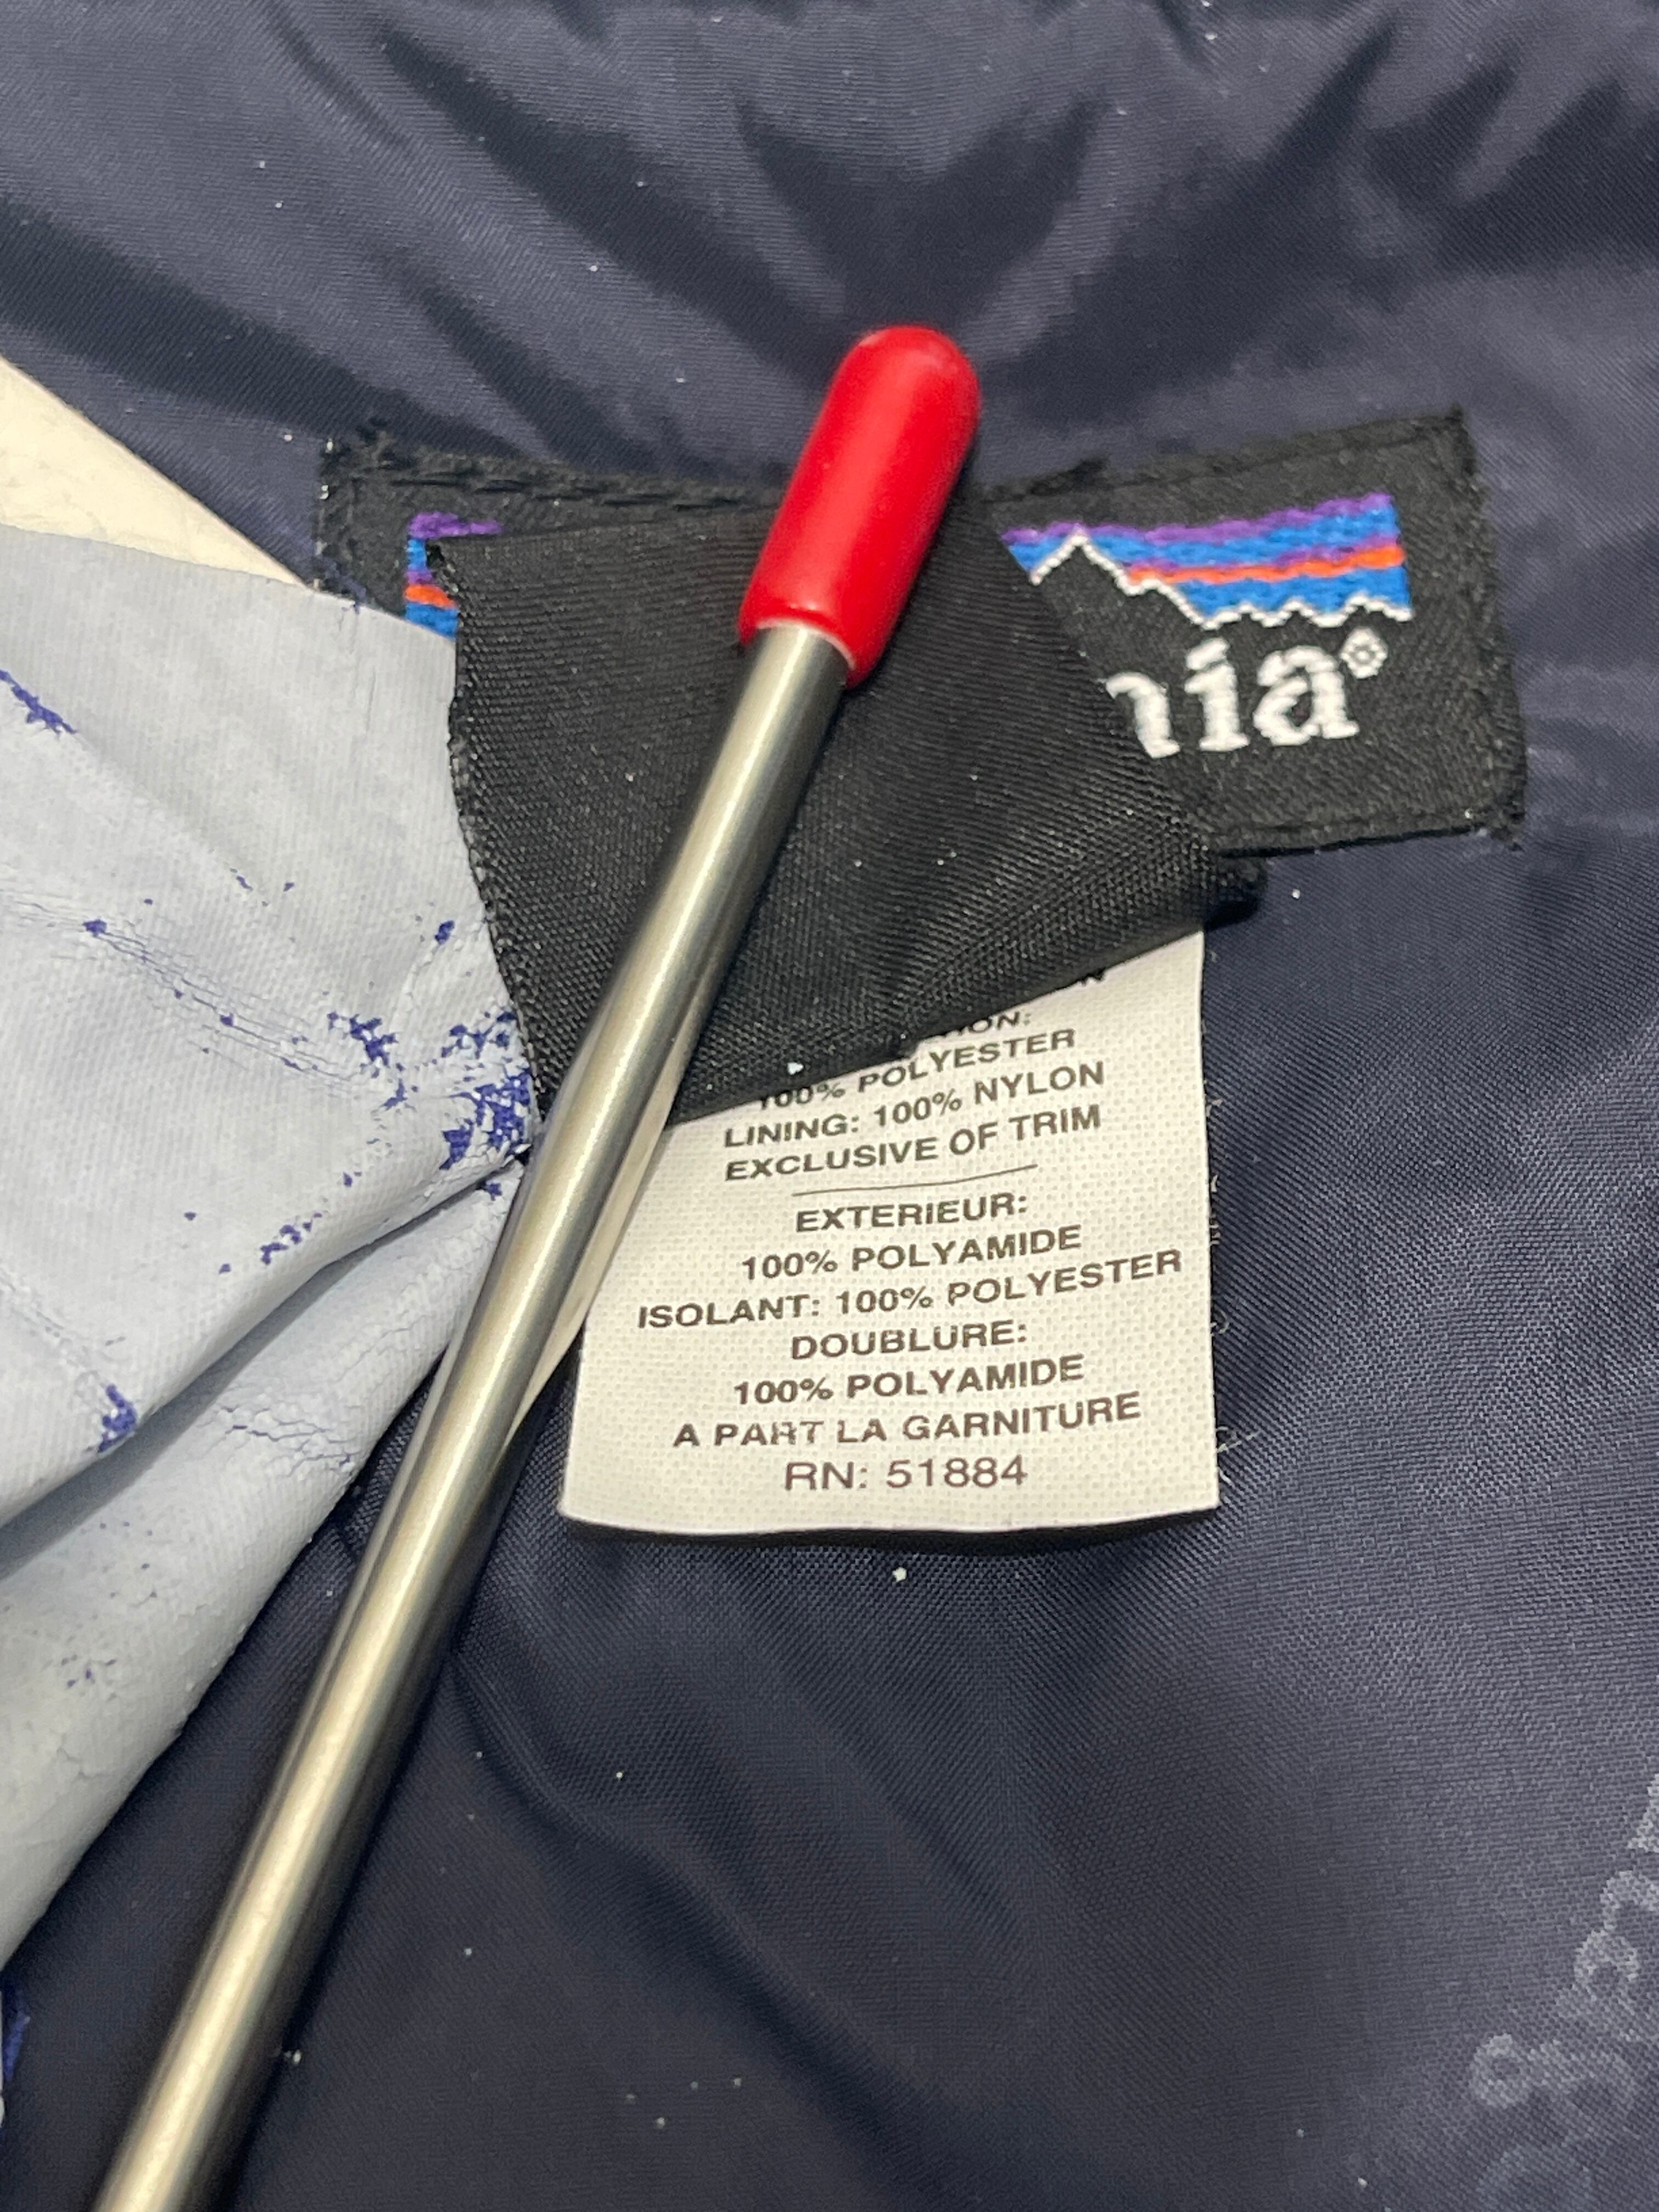 nia®
ION:
100% POLYESTER
LINING: 100% NYLON
EXCLUSIVE OF TRIM
EXTERIEUR:
100% POLYAMIDE
ISOLANT: 100% POLYESTER
DOUBLURE:
100% POLYAMIDE
A PART LA GARNITURE
RN: 51884